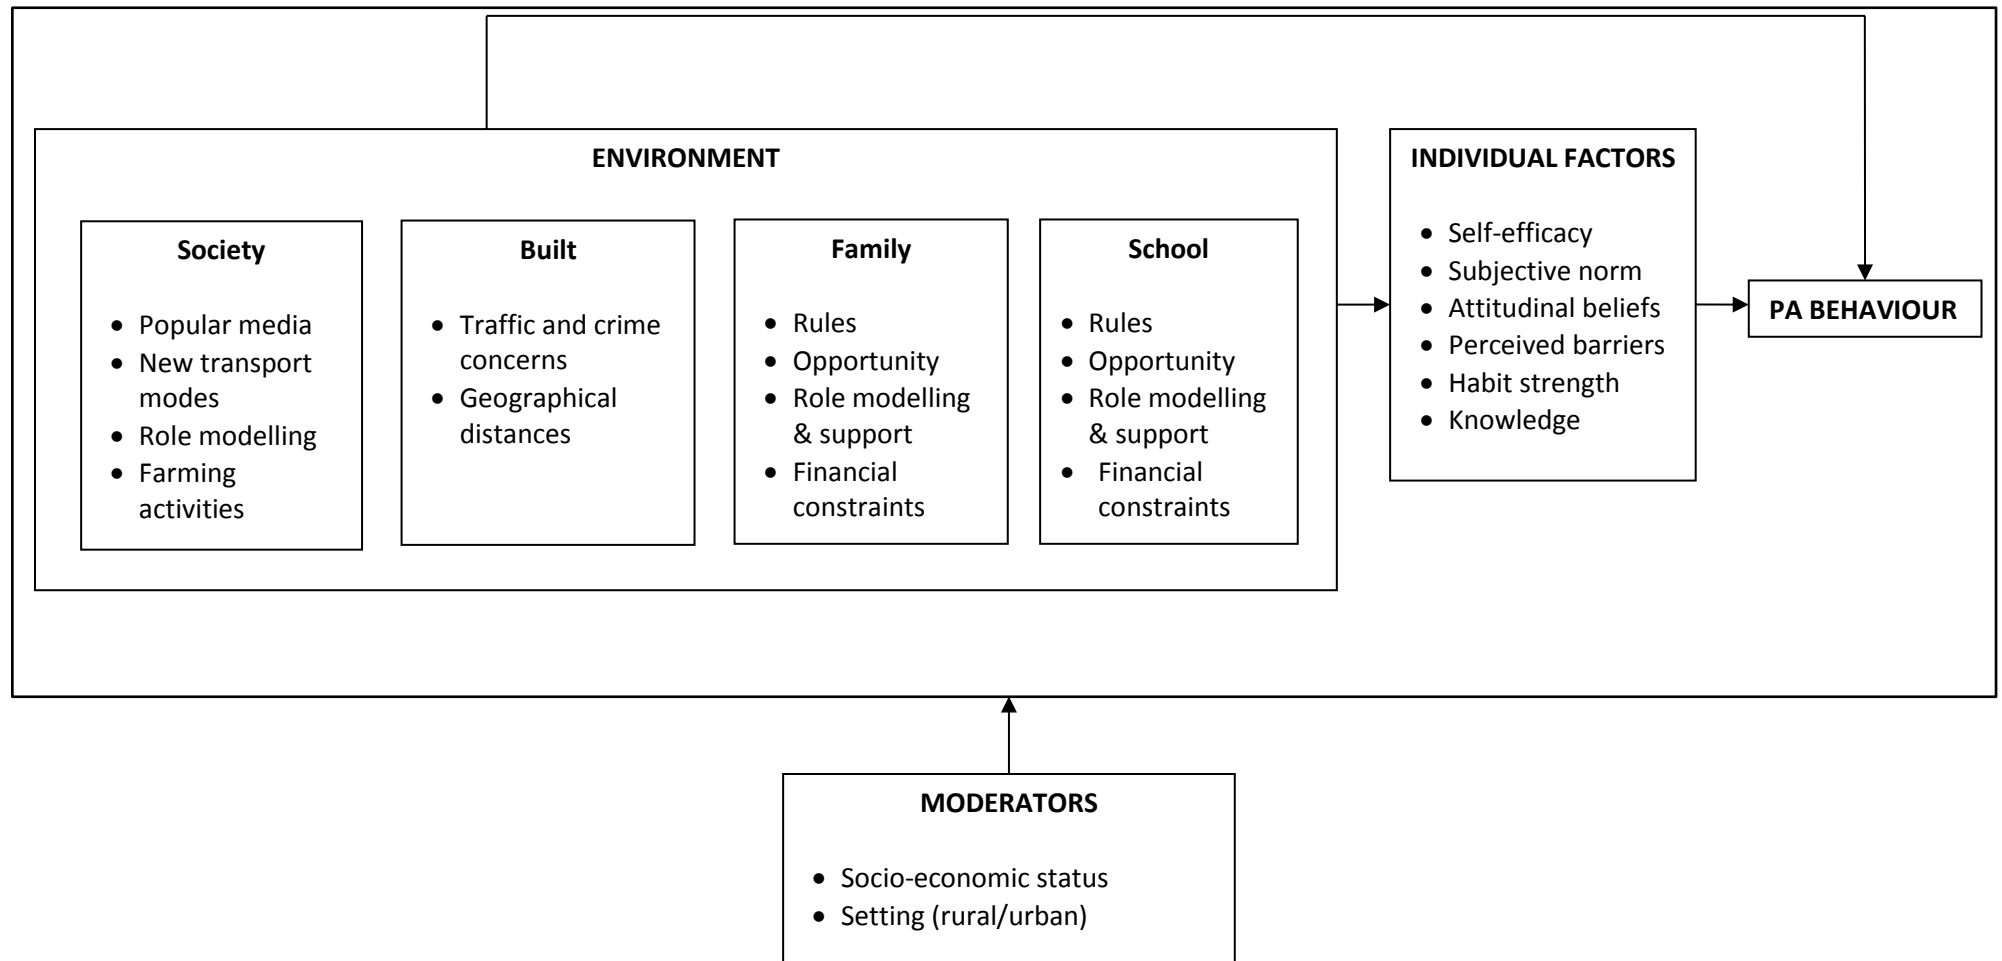 ENVIRONMENT
Society
• Popular media
• New transport
modes
• Role modelling
• Farming
activities
Built
• Traffic and crime
concerns
• Geographical
distances
Family
• Rules
• Opportunity
• Role modelling
& support
• Financial
constraints
School
• Rules
• Opportunity
• Role modelling
& support
• Financial
constraints
INDIVIDUAL FACTORS
• Self-efficacy
• Subjective norm
• Attitudinal beliefs
• Perceived barriers
• Habit strength
• Knowledge
PA BEHAVIOUR
MODERATORS
• Socio-economic status
• Setting (rural/urban)